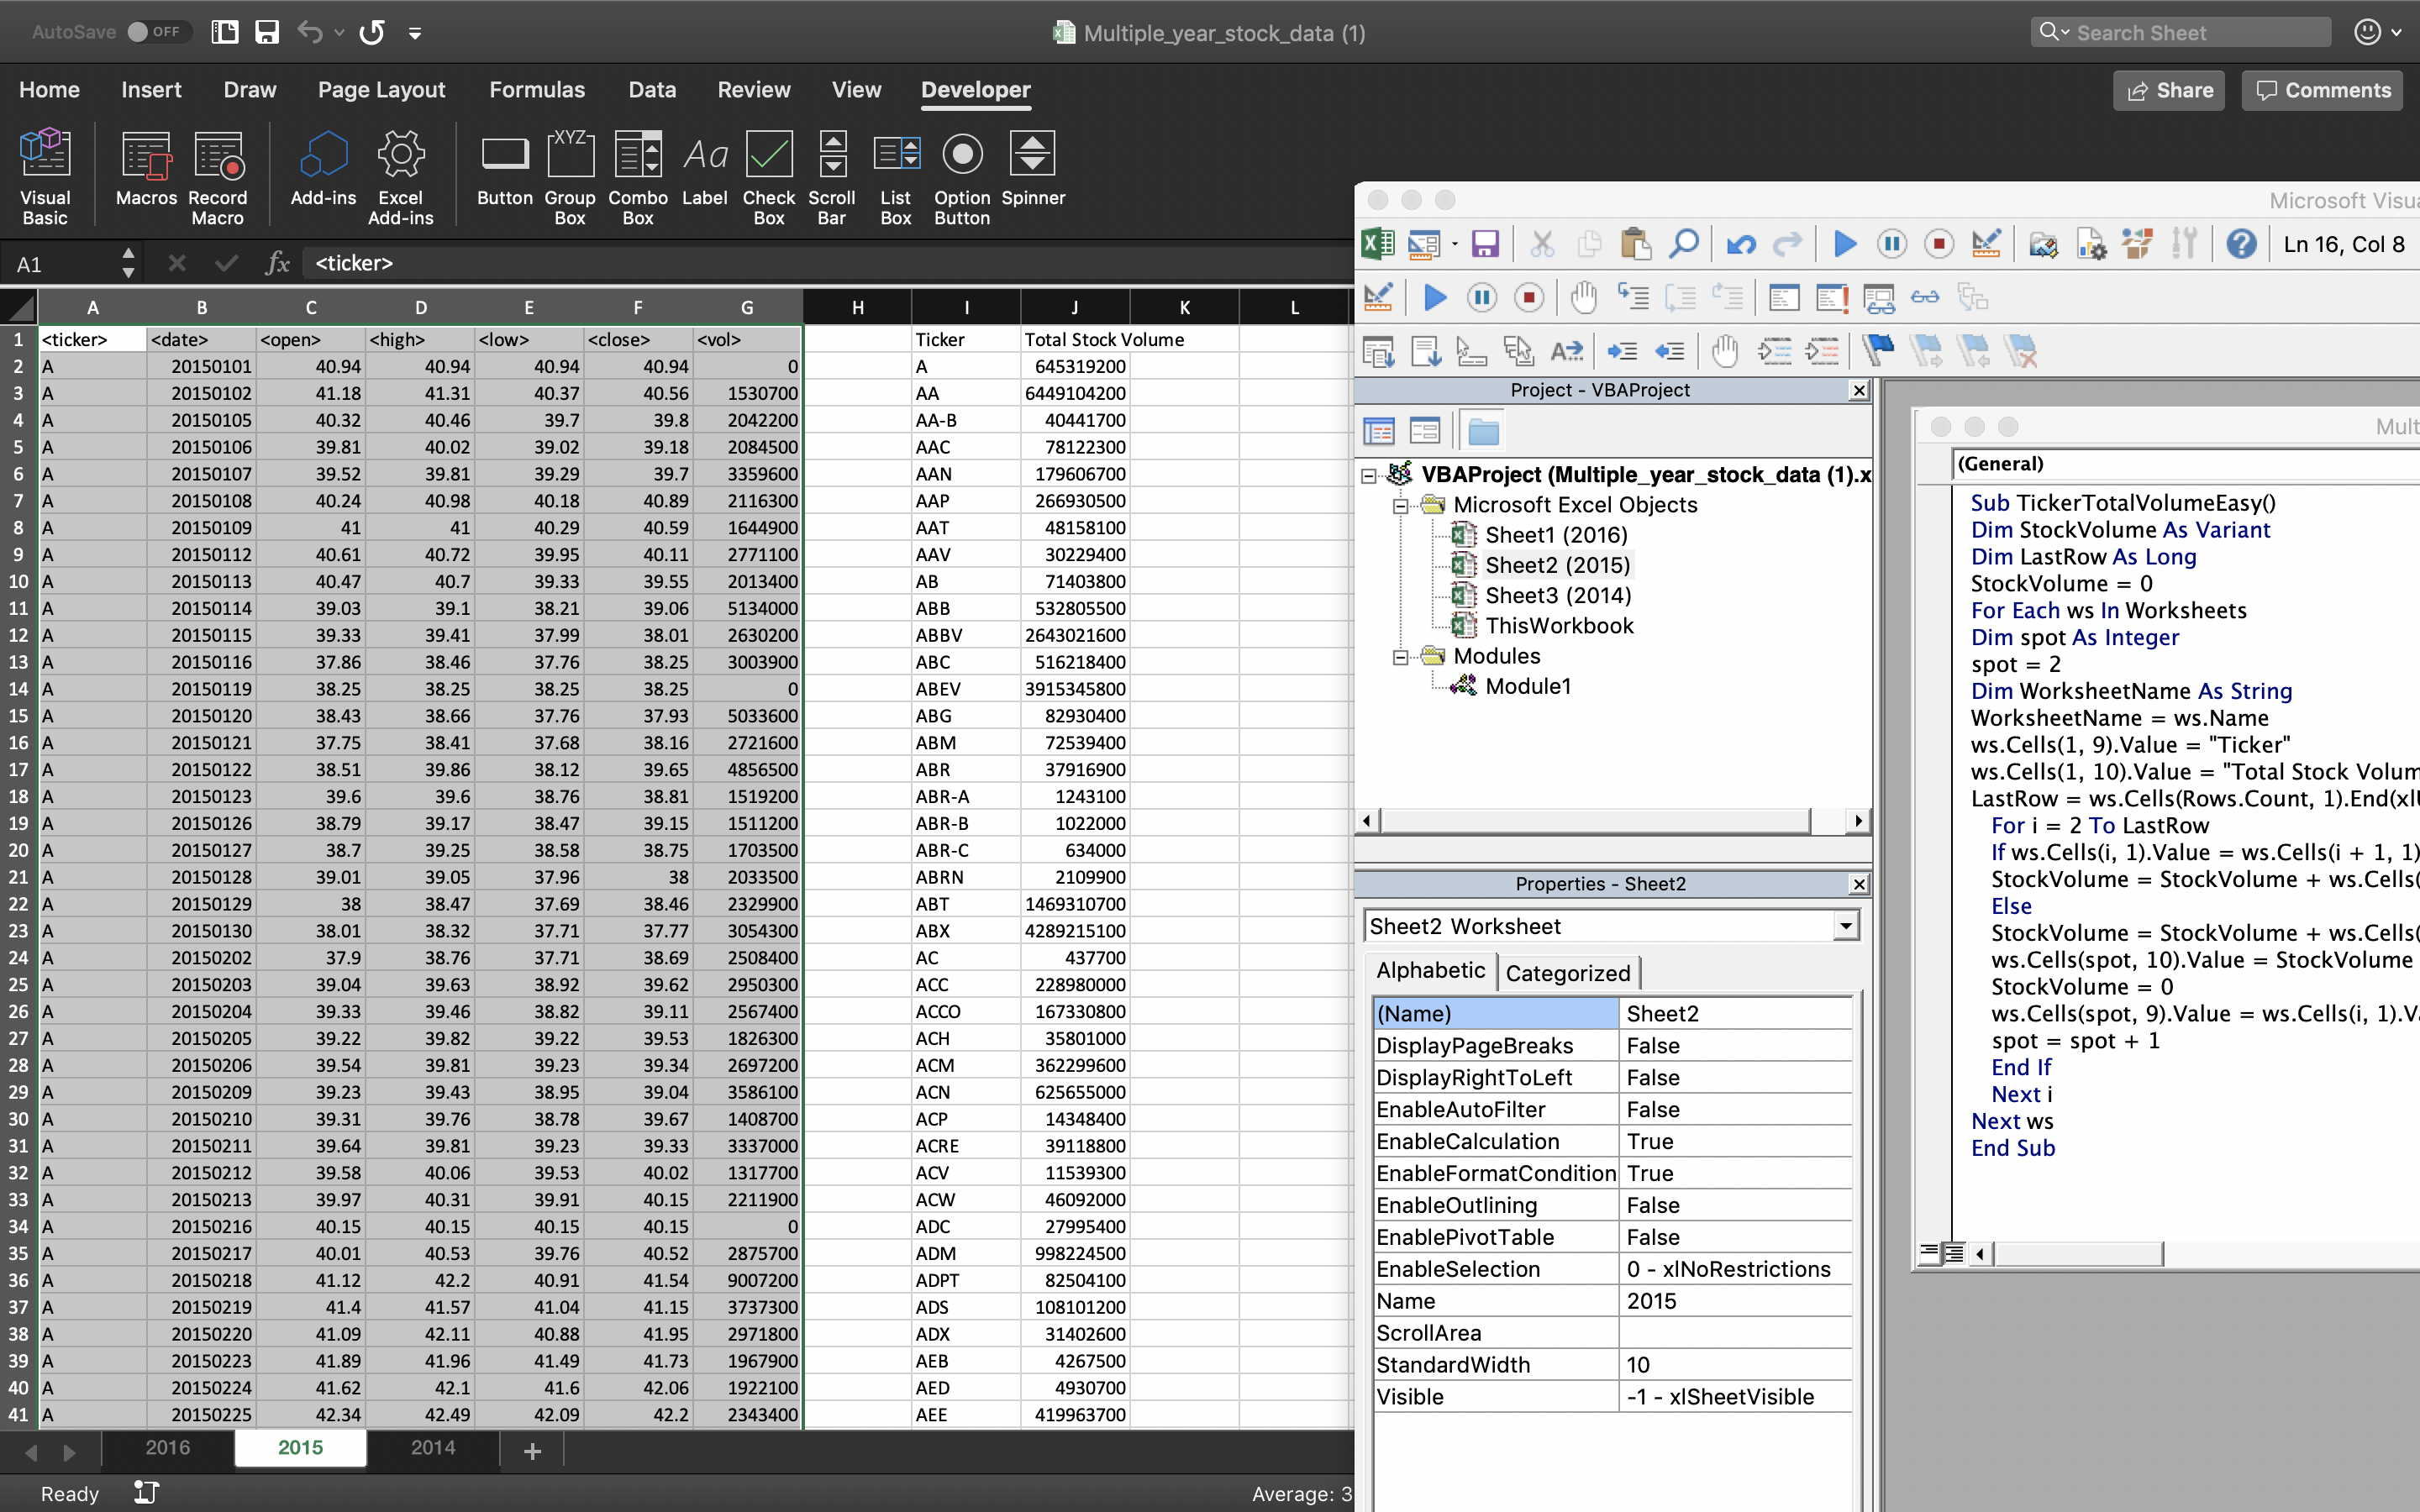 AutoSave OFF
Multiple_year_stock_data (1)
Search Sheet
Home Insert Draw Page Layout Formulas Data Review View Developer
Share Comments
Visual Basic Macros Record Macro Add-ins Excel Add-ins Button Group Box Combo Box Label Check Box Scroll Bar List Box Option Button Spinner
A1 fx <ticker>
A B C D E F G H I J K L
1 <ticker> <date> <open> <high> <low> <close> <vol> Ticker Total Stock Volume
2 A 20150101 40.94 40.94 40.94 40.94 0 A 645319200
3 A 20150102 41.18 41.31 40.37 40.56 1530700 AA 6449104200
4 A 20150105 40.32 40.46 39.7 39.8 2042200 AA-B 40441700
5 A 20150106 39.81 40.02 39.02 39.18 2084500 AAC 78122300
6 A 20150107 39.52 39.81 39.29 39.7 3359600 AAN 179606700
7 A 20150108 40.24 40.98 40.18 40.89 2116300 AAP 266930500
8 A 20150109 41 41 40.29 40.59 1644900 AAT 48158100
9 A 20150112 40.61 40.72 39.95 40.11 2771100 AAV 30229400
10 A 20150113 40.47 40.7 39.33 39.55 2013400 AB 71403800
11 A 20150114 39.03 39.1 38.21 39.06 5134000 ABB 532805500
12 A 20150115 39.33 39.41 37.99 38.01 2630200 ABBV 2643021600
13 A 20150116 37.86 38.46 37.76 38.25 3003900 ABC 516218400
14 A 20150119 38.25 38.25 38.25 38.25 0 ABEV 3915345800
15 A 20150120 38.43 38.66 37.76 37.93 5033600 ABG 82930400
16 A 20150121 37.75 38.41 37.68 38.16 2721600 ABM 72539400
17 A 20150122 38.51 39.86 38.12 39.65 4856500 ABR 37916900
18 A 20150123 39.6 39.6 38.76 38.81 1519200 ABR-A 1243100
19 A 20150126 38.79 39.17 38.47 39.15 1511200 ABR-B 1022000
20 A 20150127 38.7 39.25 38.58 38.75 1703500 ABR-C 634000
21 A 20150128 39.01 39.05 37.96 38 2033500 ABRN 2109900
22 A 20150129 38 38.47 37.69 38.46 2329900 ABT 1469310700
23 A 20150130 38.01 38.32 37.71 37.77 3054300 ABX 4289215100
24 A 20150202 37.9 38.76 37.71 38.69 2508400 AC 437700
25 A 20150203 39.04 39.63 38.92 39.62 2950300 ACC 228980000
26 A 20150204 39.33 39.46 38.82 39.11 2567400 ACCO 167330800
27 A 20150205 39.22 39.82 39.22 39.53 1826300 ACH 35801000
28 A 20150206 39.54 39.81 39.23 39.34 2697200 ACM 362299600
29 A 20150209 39.23 39.43 38.95 39.04 3586100 ACN 625655000
30 A 20150210 39.31 39.76 38.78 39.67 1408700 ACP 14348400
31 A 20150211 39.64 39.81 39.23 39.33 3337000 ACRE 39118800
32 A 20150212 39.58 40.06 39.53 40.02 1317700 ACV 11539300
33 A 20150213 39.97 40.31 39.91 40.15 2211900 ACW 46092000
34 A 20150216 40.15 40.15 40.15 40.15 0 ADC 27995400
35 A 20150217 40.01 40.53 39.76 40.52 2875700 ADM 998224500
36 A 20150218 41.12 42.2 40.91 41.54 9007200 ADPT 82504100
37 A 20150219 41.4 41.57 41.04 41.15 3737300 ADS 108101200
38 A 20150220 41.09 42.11 40.88 41.95 2971800 ADX 31402600
39 A 20150223 41.89 41.96 41.49 41.73 1967900 AEB 4267500
40 A 20150224 41.62 42.1 41.6 42.06 1922100 AED 4930700
41 A 20150225 42.34 42.49 42.09 42.2 2343400 AEE 419963700
2016 2015 2014 +
Ready Average: 3
Microsoft Visu
Ln 16, Col 8
Project - VBAProject
VBAProject (Multiple_year_stock_data (1).x
Microsoft Excel Objects
Sheet1 (2016)
Sheet2 (2015)
Sheet3 (2014)
ThisWorkbook
Modules
Module1
Properties - Sheet2
Sheet2 Worksheet
Alphabetic Categorized
(Name) Sheet2
DisplayPageBreaks False
DisplayRightToLeft False
EnableAutoFilter False
EnableCalculation True
EnableFormatCondition True
EnableOutlining False
EnablePivotTable False
EnableSelection 0 - xlNoRestrictions
Name 2015
ScrollArea
StandardWidth 10
Visible -1 - xlSheetVisible
Mult
(General)
Sub TickerTotalVolumeEasy()
Dim StockVolume As Variant
Dim LastRow As Long
StockVolume = 0
For Each ws In Worksheets
Dim spot As Integer
spot = 2
Dim WorksheetName As String
WorksheetName = ws.Name
ws.Cells(1, 9).Value = "Ticker"
ws.Cells(1, 10).Value = "Total Stock Volum
LastRow = ws.Cells(Rows.Count, 1).End(xlU
For i = 2 To LastRow
If ws.Cells(i, 1).Value = ws.Cells(i + 1, 1)
StockVolume = StockVolume + ws.Cells(
Else
StockVolume = StockVolume + ws.Cells(
ws.Cells(spot, 10).Value = StockVolume
StockVolume = 0
ws.Cells(spot, 9).Value = ws.Cells(i, 1).V
spot = spot + 1
End If
Next i
Next ws
End Sub